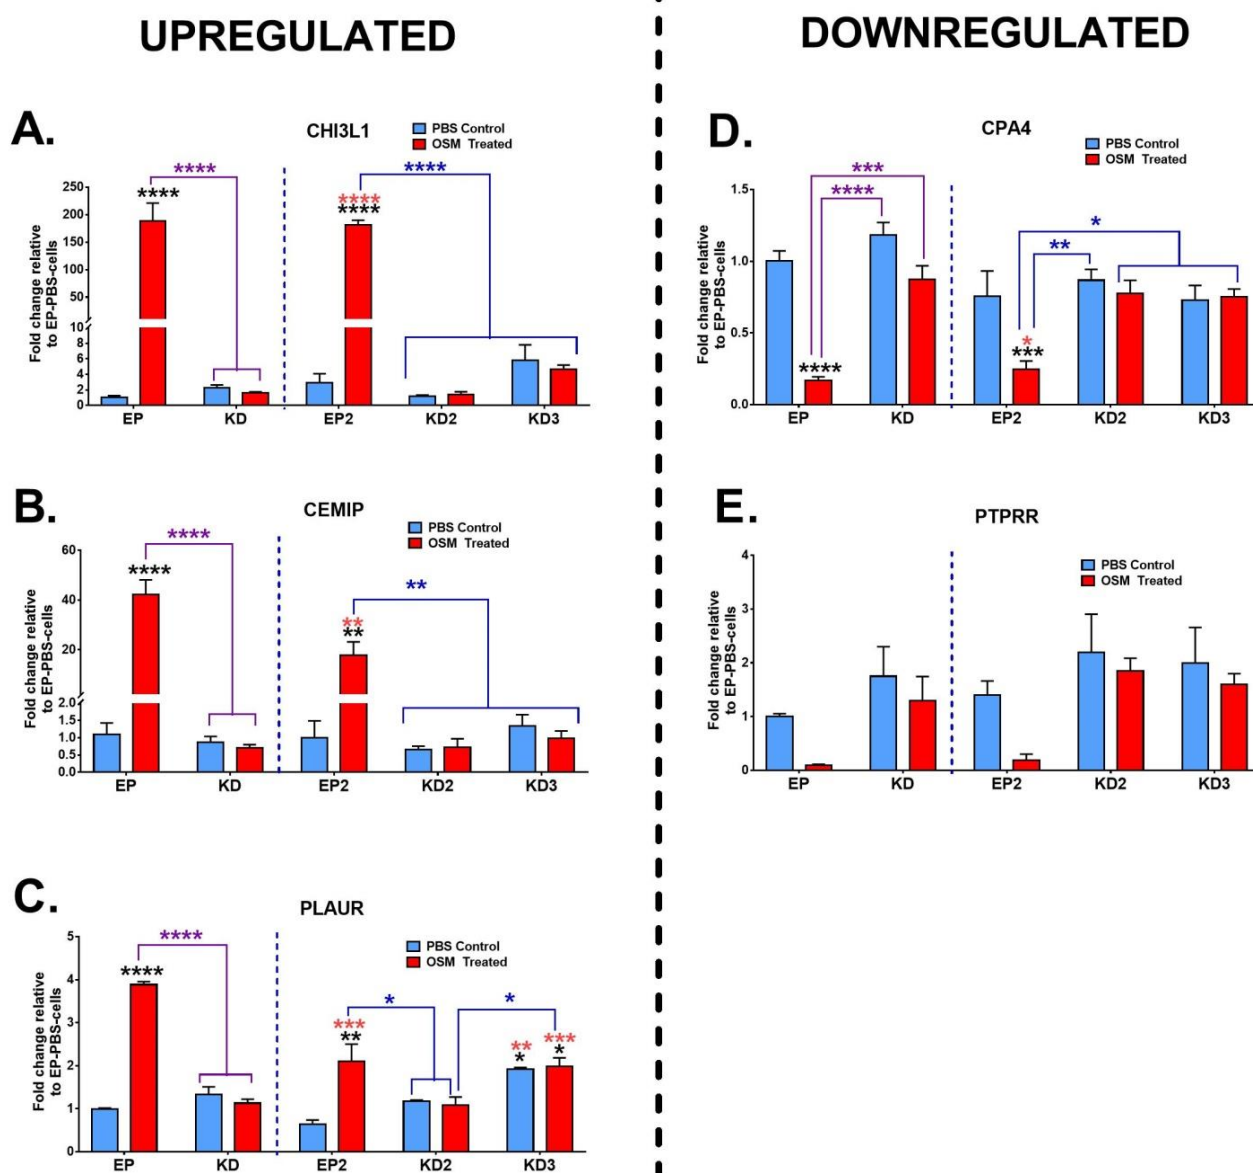 UPREGULATED
A.
CHI3L1
PBS Control
OSM Treated
Fold change relative
to EP-PBS-cells
250
200
150
100
50
10
8
6
4
2
0
****
****
****
****
****
EP
KD
EP2
KD2
KD3
B.
CEMIP
PBS Control
OSM Treated
Fold change relative
to EP-PBS-cells
60
40
20
2.0
1.5
1.0
0.5
0.0
****
****
**
**
**
EP
KD
EP2
KD2
KD3
C.
PLAUR
PBS Control
OSM Treated
Fold change relative
to EP-PBS-cells
5
4
3
2
1
0
****
****
***
**
*
*
**
*
***
*
EP
KD
EP2
KD2
KD3
DOWNREGULATED
D.
CPA4
PBS Control
OSM Treated
Fold change relative
to EP-PBS-cells
1.5
1.0
0.5
0.0
***
****
****
*
**
*
***
EP
KD
EP2
KD2
KD3
E.
PTPRR
PBS Control
OSM Treated
Fold change relative
to EP-PBS-cells
4
3
2
1
0
EP
KD
EP2
KD2
KD3